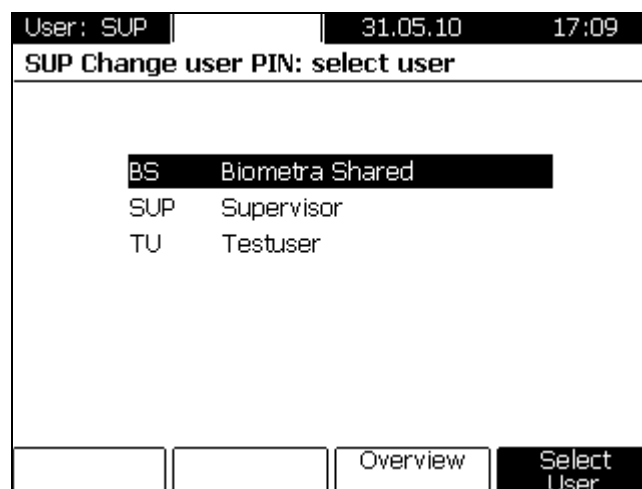 User: SUP 31.05.10 17:09
SUP Change user PIN: select user
BS Biometra Shared
SUP Supervisor
TU Testuser
Overview Select
User